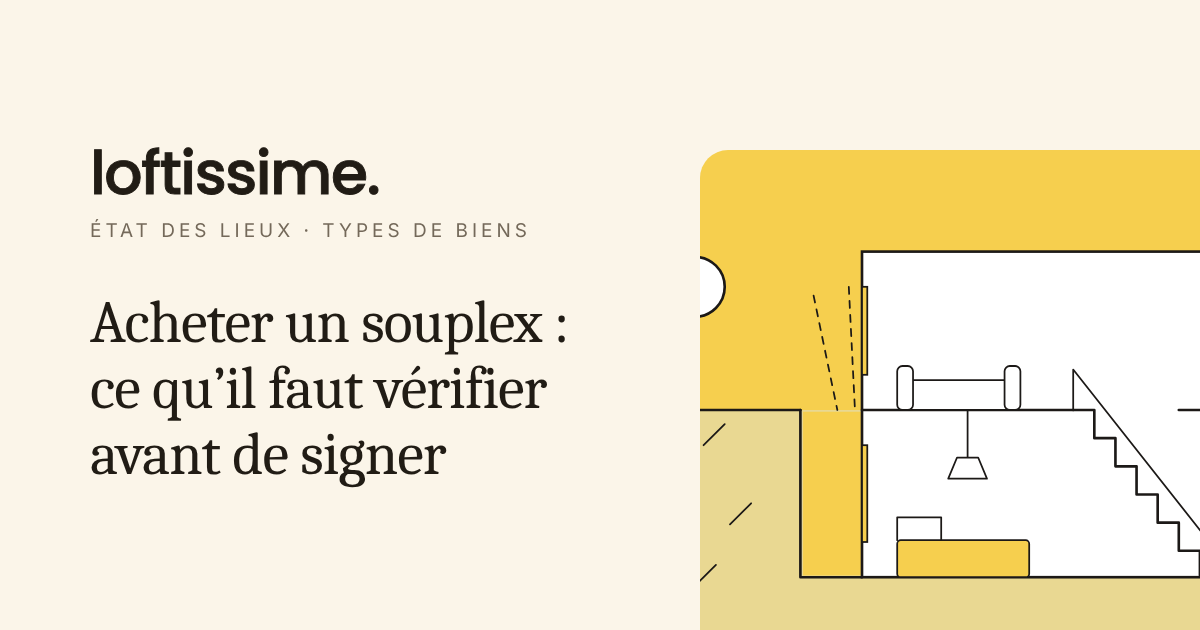 loftissime.
ÉTAT DES LIEUX · TYPES DE BIENS
Acheter un souplex :
ce qu’il faut vérifier
avant de signer